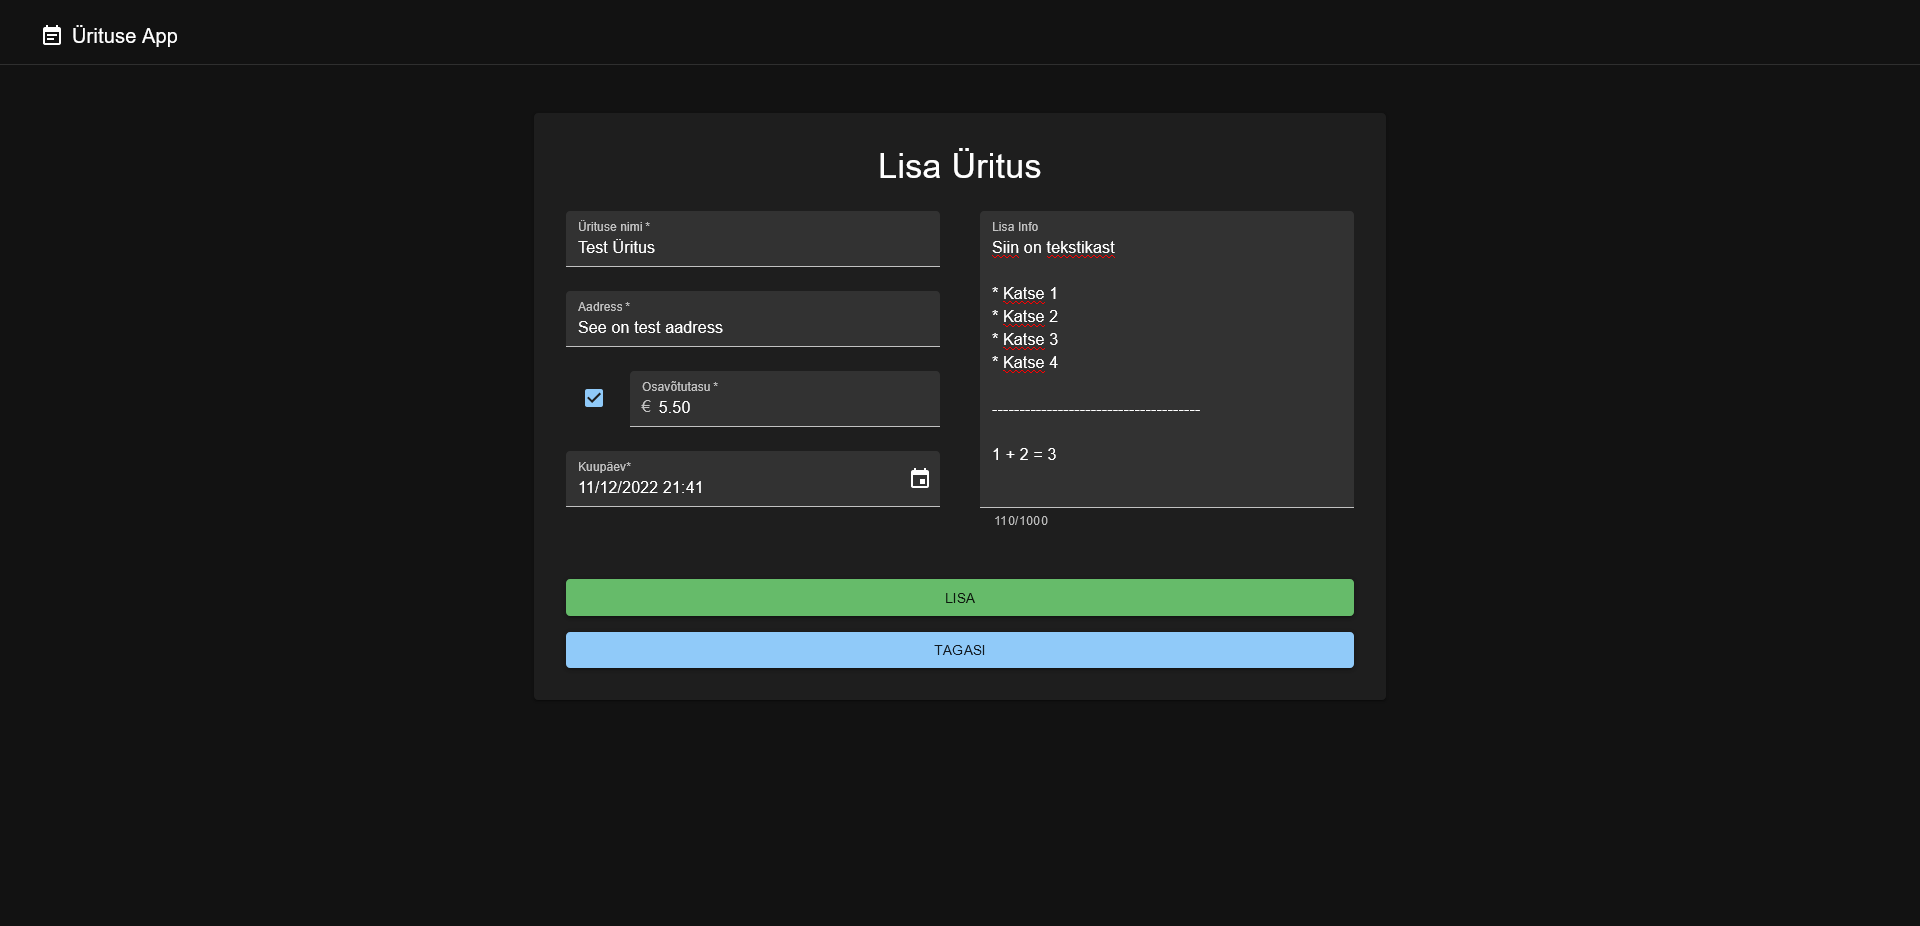 Ürituse App
Lisa Üritus
Ürituse nimi *
Test Üritus
Aadress *
See on test aadress
Osavõtutasu *
€ 5.50
Kuupäev*
11/12/2022 21:41
Lisa Info
Siin on tekstikast
* Katse 1
* Katse 2
* Katse 3
* Katse 4
--------------------------------------
1 + 2 = 3
110/1000
LISA
TAGASI